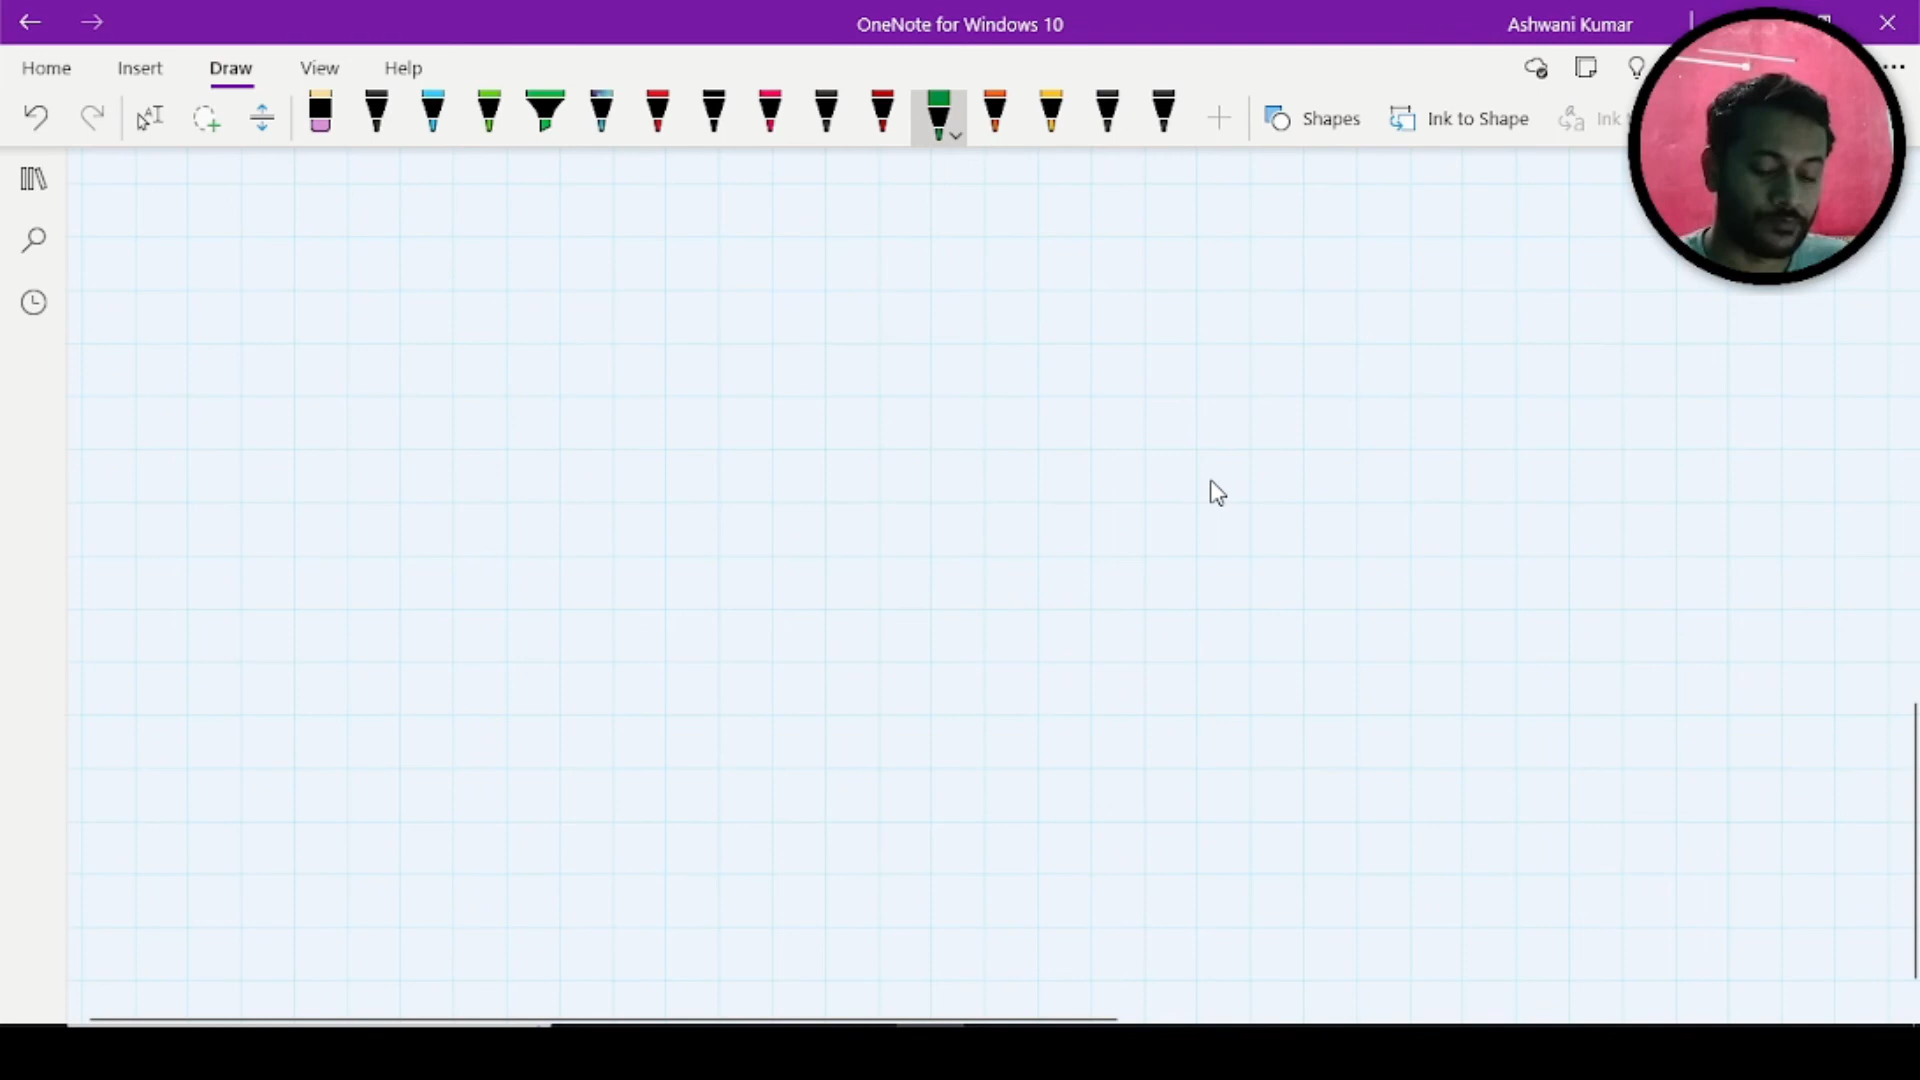 OneNote for Windows 10
Ashwani Kumar
Home Insert Draw View Help
Shapes Ink to Shape Ink